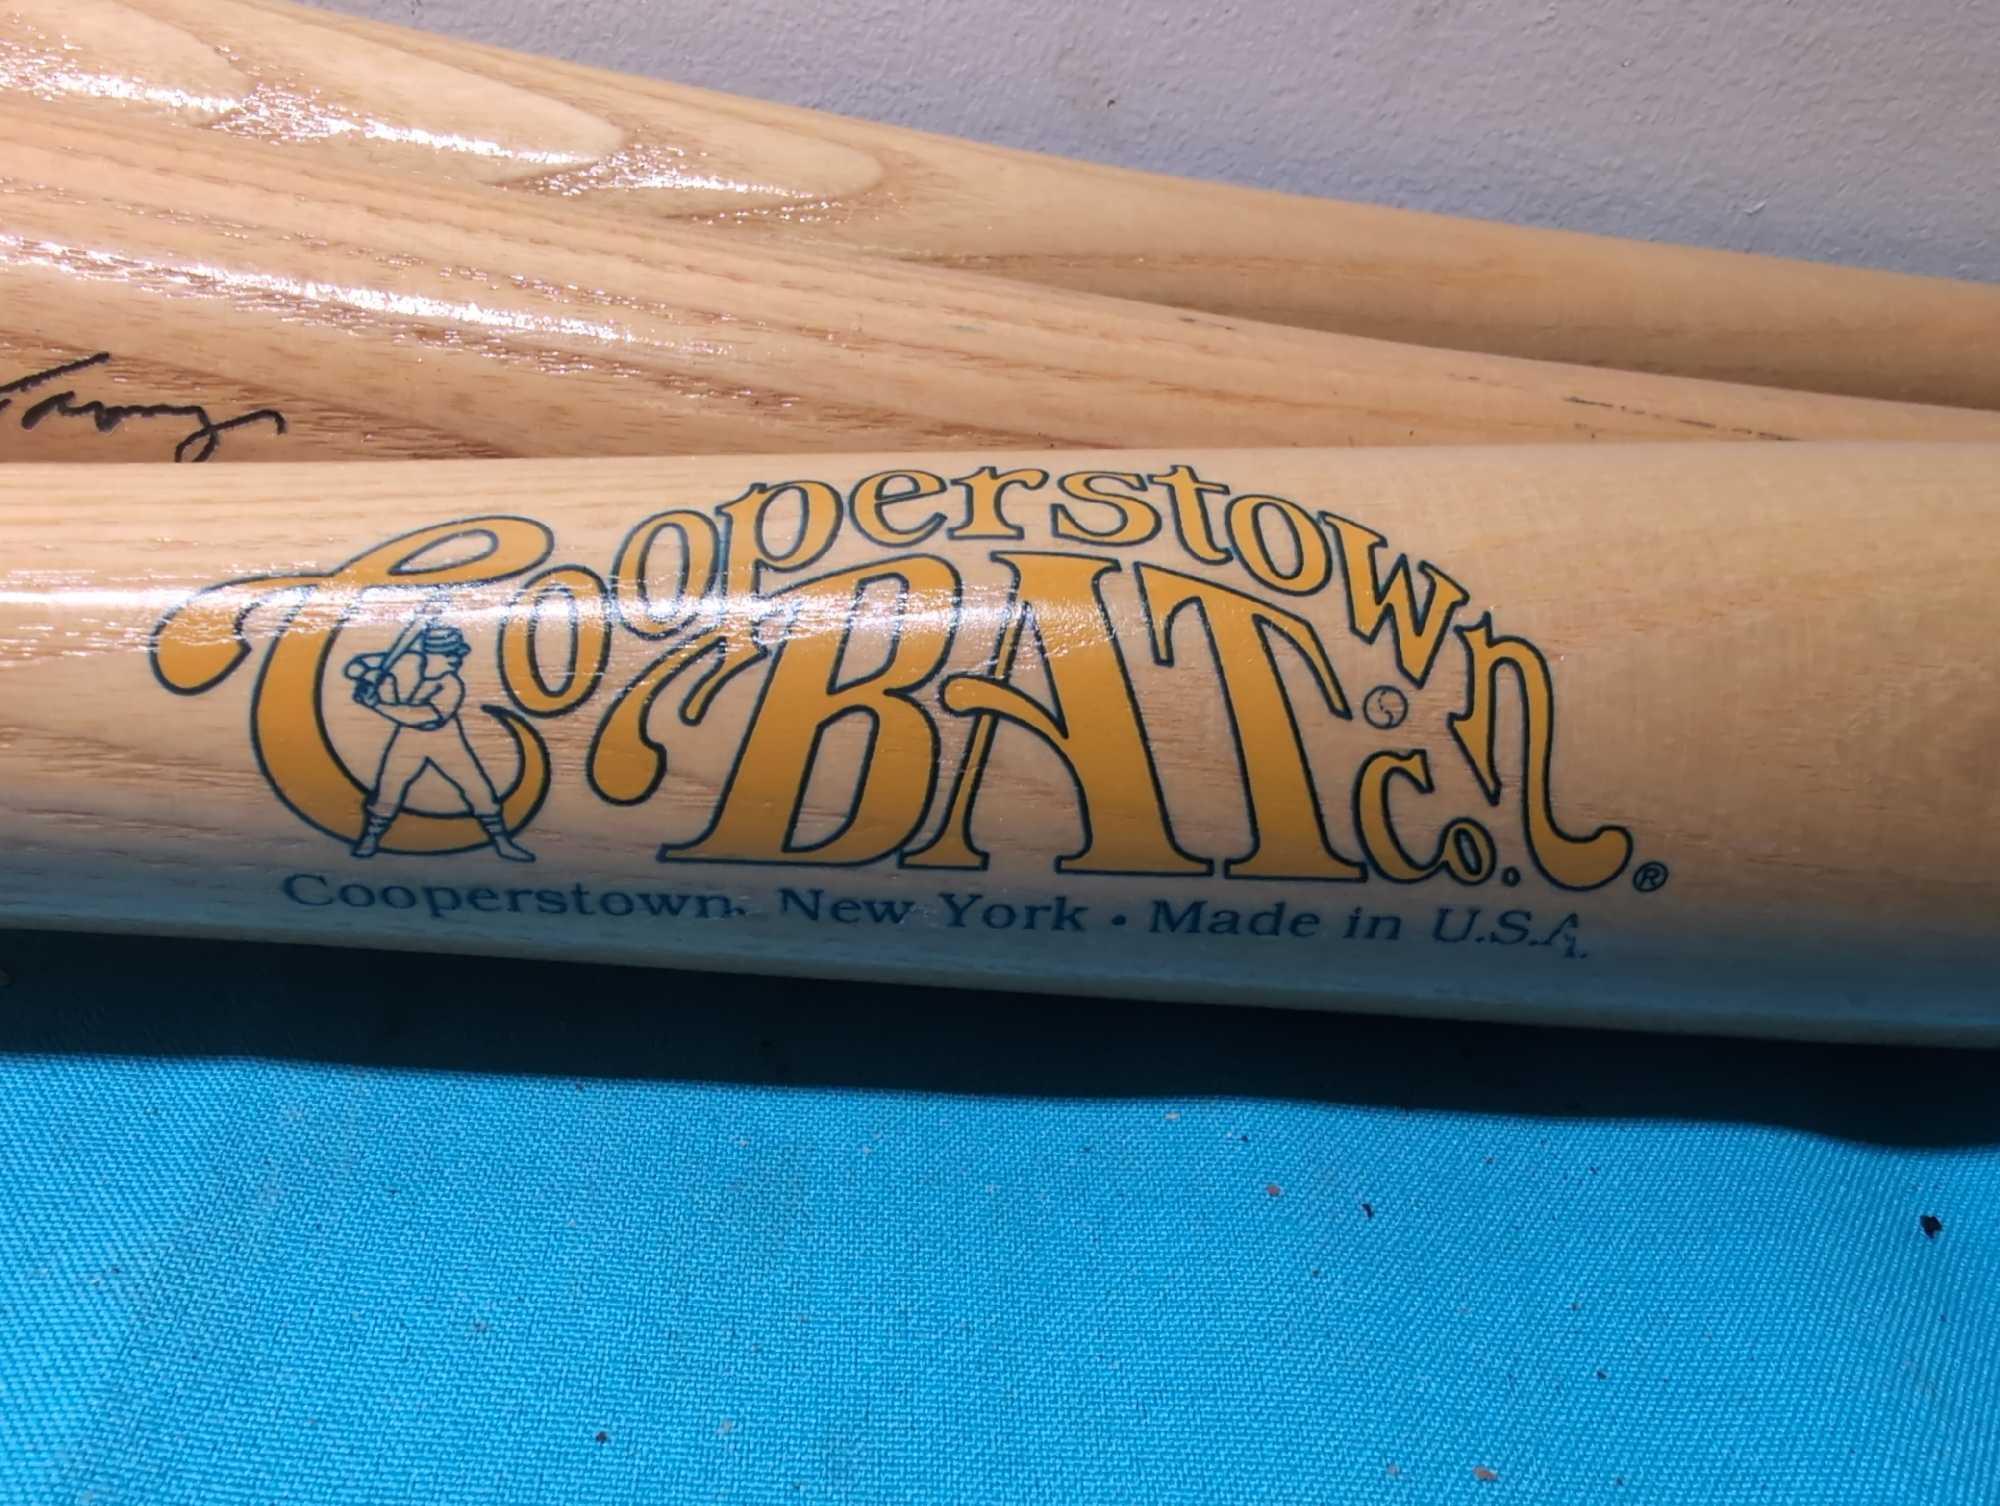 Cooperstown
BAT Co. ®
Cooperstown, New York • Made in U.S.A.